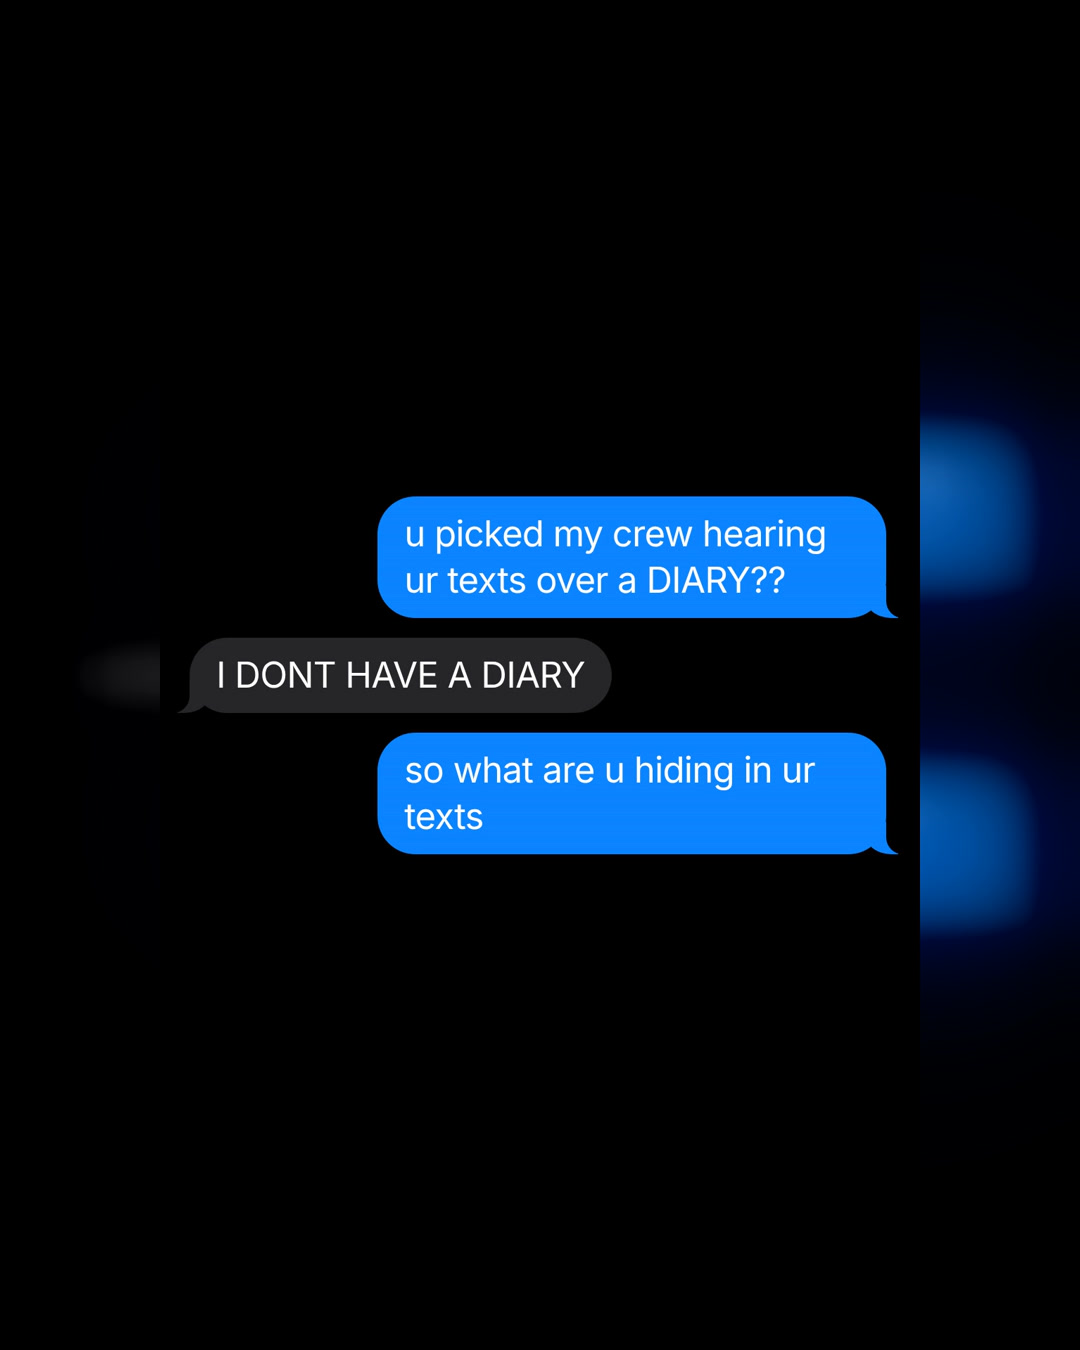 u picked my crew hearing
ur texts over a DIARY??
I DONT HAVE A DIARY
so what are u hiding in ur
texts